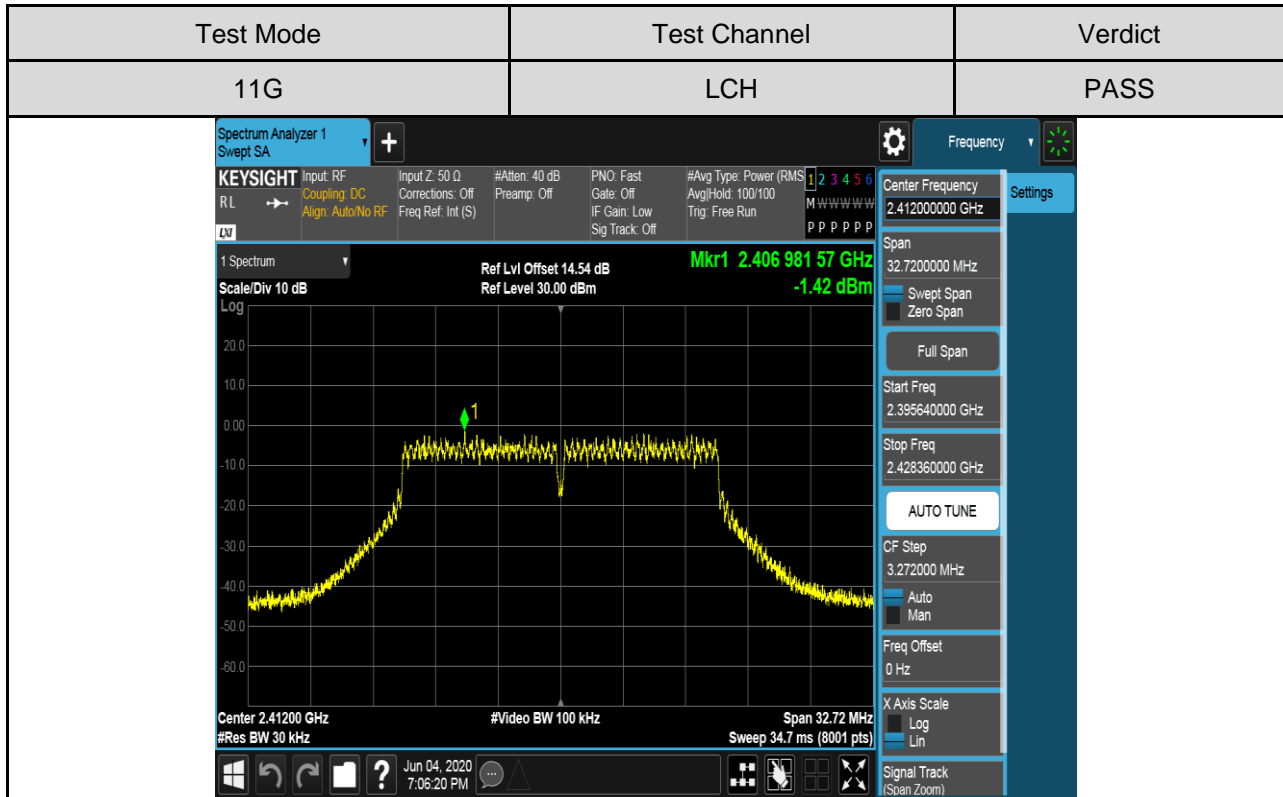 Test Mode Test Channel Verdict
11G LCH PASS
Spectrum Analyzer 1
Swept SA
+
Frequency
KEYSIGHT Input: RF Input Z: 50 Ω #Atten: 40 dB PNO: Fast #Avg Type: Power (RMS 1 2 3 4 5 6
Coupling: DC Corrections: Off Preamp: Off Gate: Off Avg|Hold: 100/100
RL Align: Auto/No RF Freq Ref: Int (S) IF Gain: Low Trig: Free Run M W W W W W
LXI Sig Track: Off P P P P P P
Center Frequency
2.412000000 GHz
Settings
1 Spectrum
Ref Lvl Offset 14.54 dB
Mkr1 2.406 981 57 GHz
Scale/Div 10 dB Ref Level 30.00 dBm -1.42 dBm
Log
20.0
10.0
0.00
1
-10.0
-20.0
-30.0
-40.0
-50.0
-60.0
Center 2.41200 GHz #Video BW 100 kHz Span 32.72 MHz
#Res BW 30 kHz Sweep 34.7 ms (8001 pts)
Span
32.7200000 MHz
Swept Span
Zero Span
Full Span
Start Freq
2.395640000 GHz
Stop Freq
2.428360000 GHz
AUTO TUNE
CF Step
3.272000 MHz
Auto
Man
Freq Offset
0 Hz
X Axis Scale
Log
Lin
Signal Track
(Span Zoom)
? Jun 04, 2020
7:06:20 PM